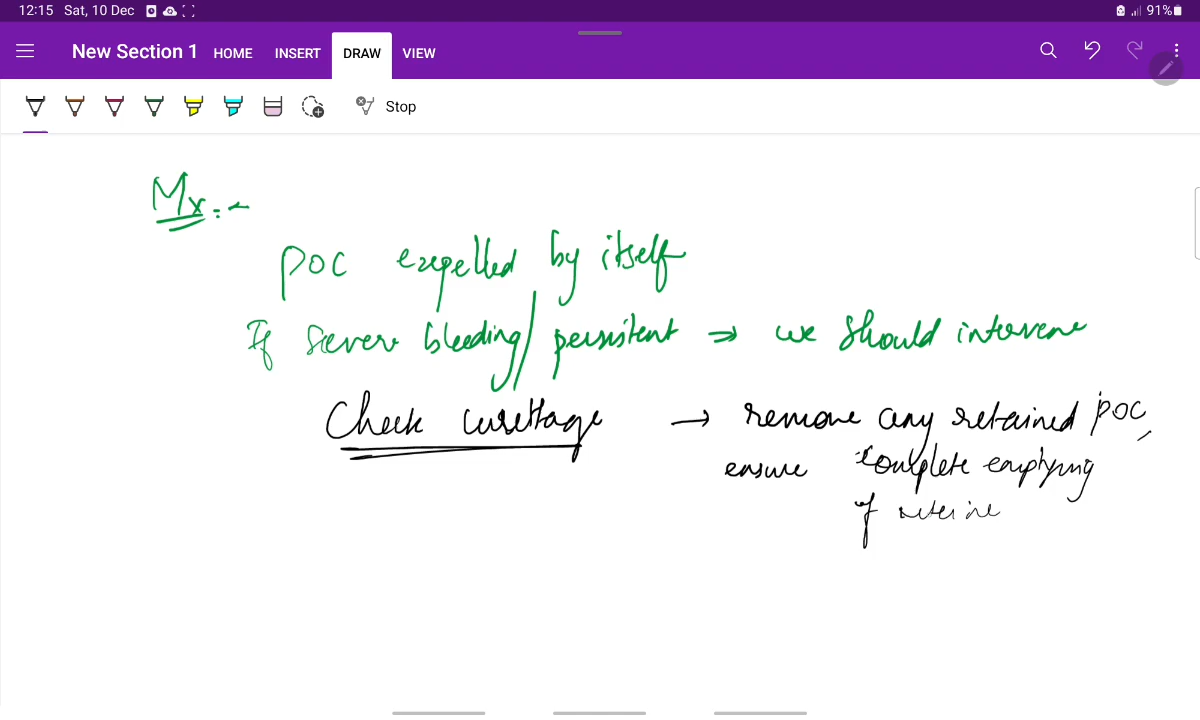 12:15 Sat, 10 Dec 91%
New Section 1 HOME INSERT DRAW VIEW
Stop
Mx:-
POC expelled by itself
If severe bleeding/persistent → we should intervene
Check curettage → remove any retained POC,
ensure complete emptying
of uterine